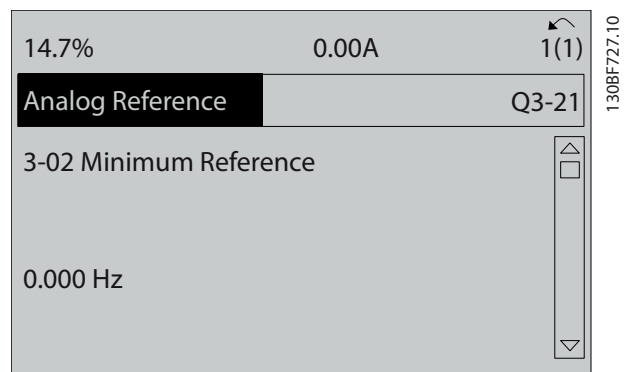 14.7% 0.00A 1(1)
Analog Reference Q3-21
3-02 Minimum Reference
0.000 Hz
130BF727.10